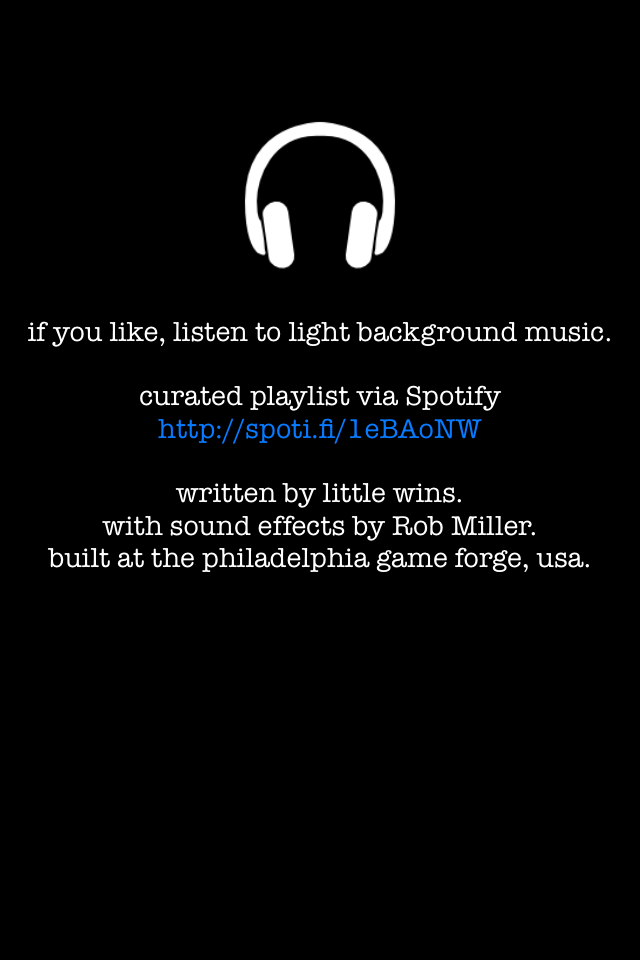 if you like, listen to light background music.
curated playlist via Spotify
http://spoti.fi/1eBAoNW
written by little wins.
with sound effects by Rob Miller.
built at the philadelphia game forge, usa.